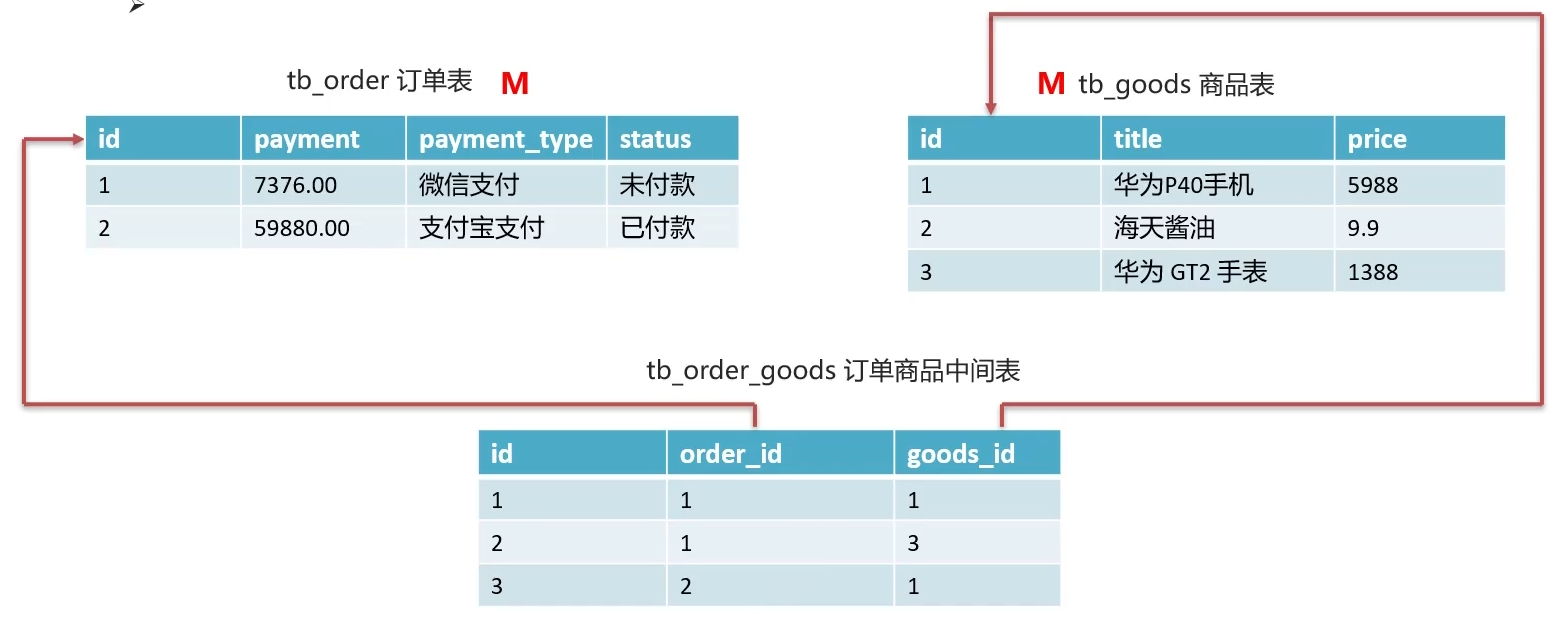 tb_order 订单表 M
id payment payment_type status
1 7376.00 微信支付 未付款
2 59880.00 支付宝支付 已付款
M tb_goods 商品表
id title price
1 华为P40手机 5988
2 海天酱油 9.9
3 华为 GT2 手表 1388
tb_order_goods 订单商品中间表
id order_id goods_id
1 1 1
2 1 3
3 2 1